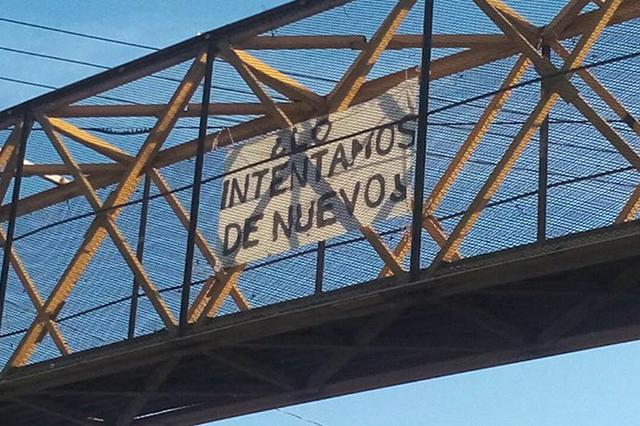 ¿LO
INTENTAMOS
DE NUEVO?